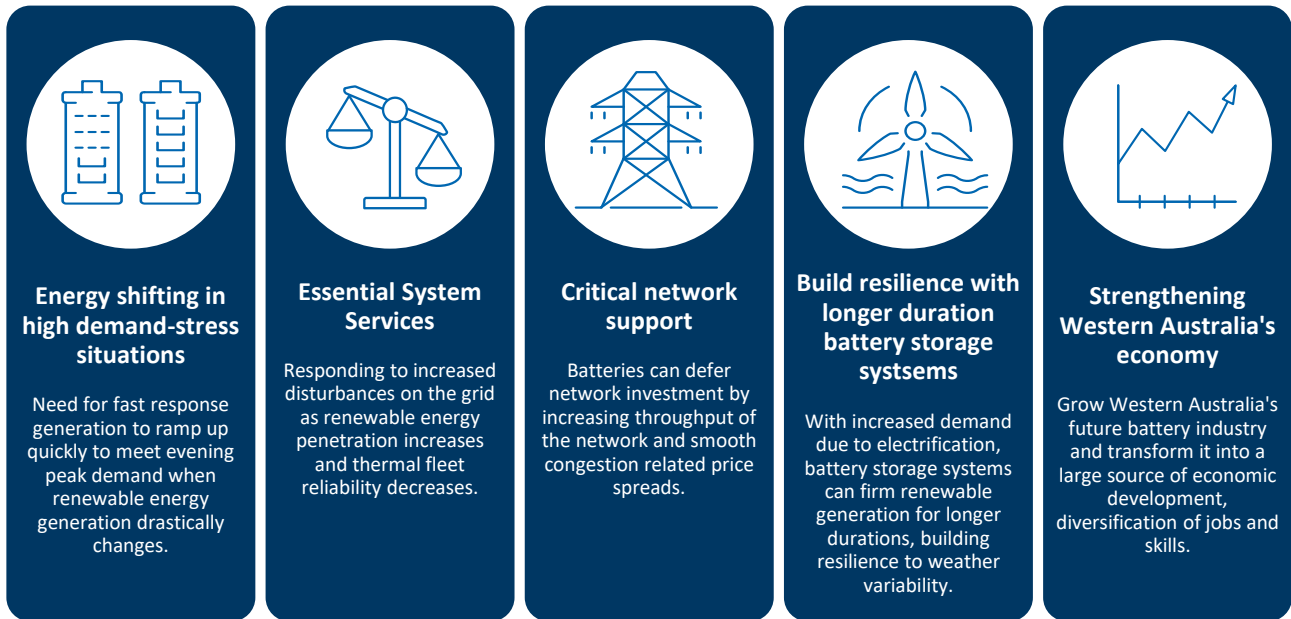 Energy shifting in
high demand-stress
situations
Need for fast response
generation to ramp up
quickly to meet evening
peak demand when
renewable energy
generation drastically
changes.
Essential System
Services
Responding to increased
disturbances on the grid
as renewable energy
penetration increases
and thermal fleet
reliability decreases.
Critical network
support
Batteries can defer
network investment by
increasing throughput of
the network and smooth
congestion related price
spreads.
Build resilience with
longer duration
battery storage
systsems
With increased demand
due to electrification,
battery storage systems
can firm renewable
generation for longer
durations, building
resilience to weather
variability.
Strengthening
Western Australia's
economy
Grow Western Australia's
future battery industry
and transform it into a
large source of economic
development,
diversification of jobs and
skills.